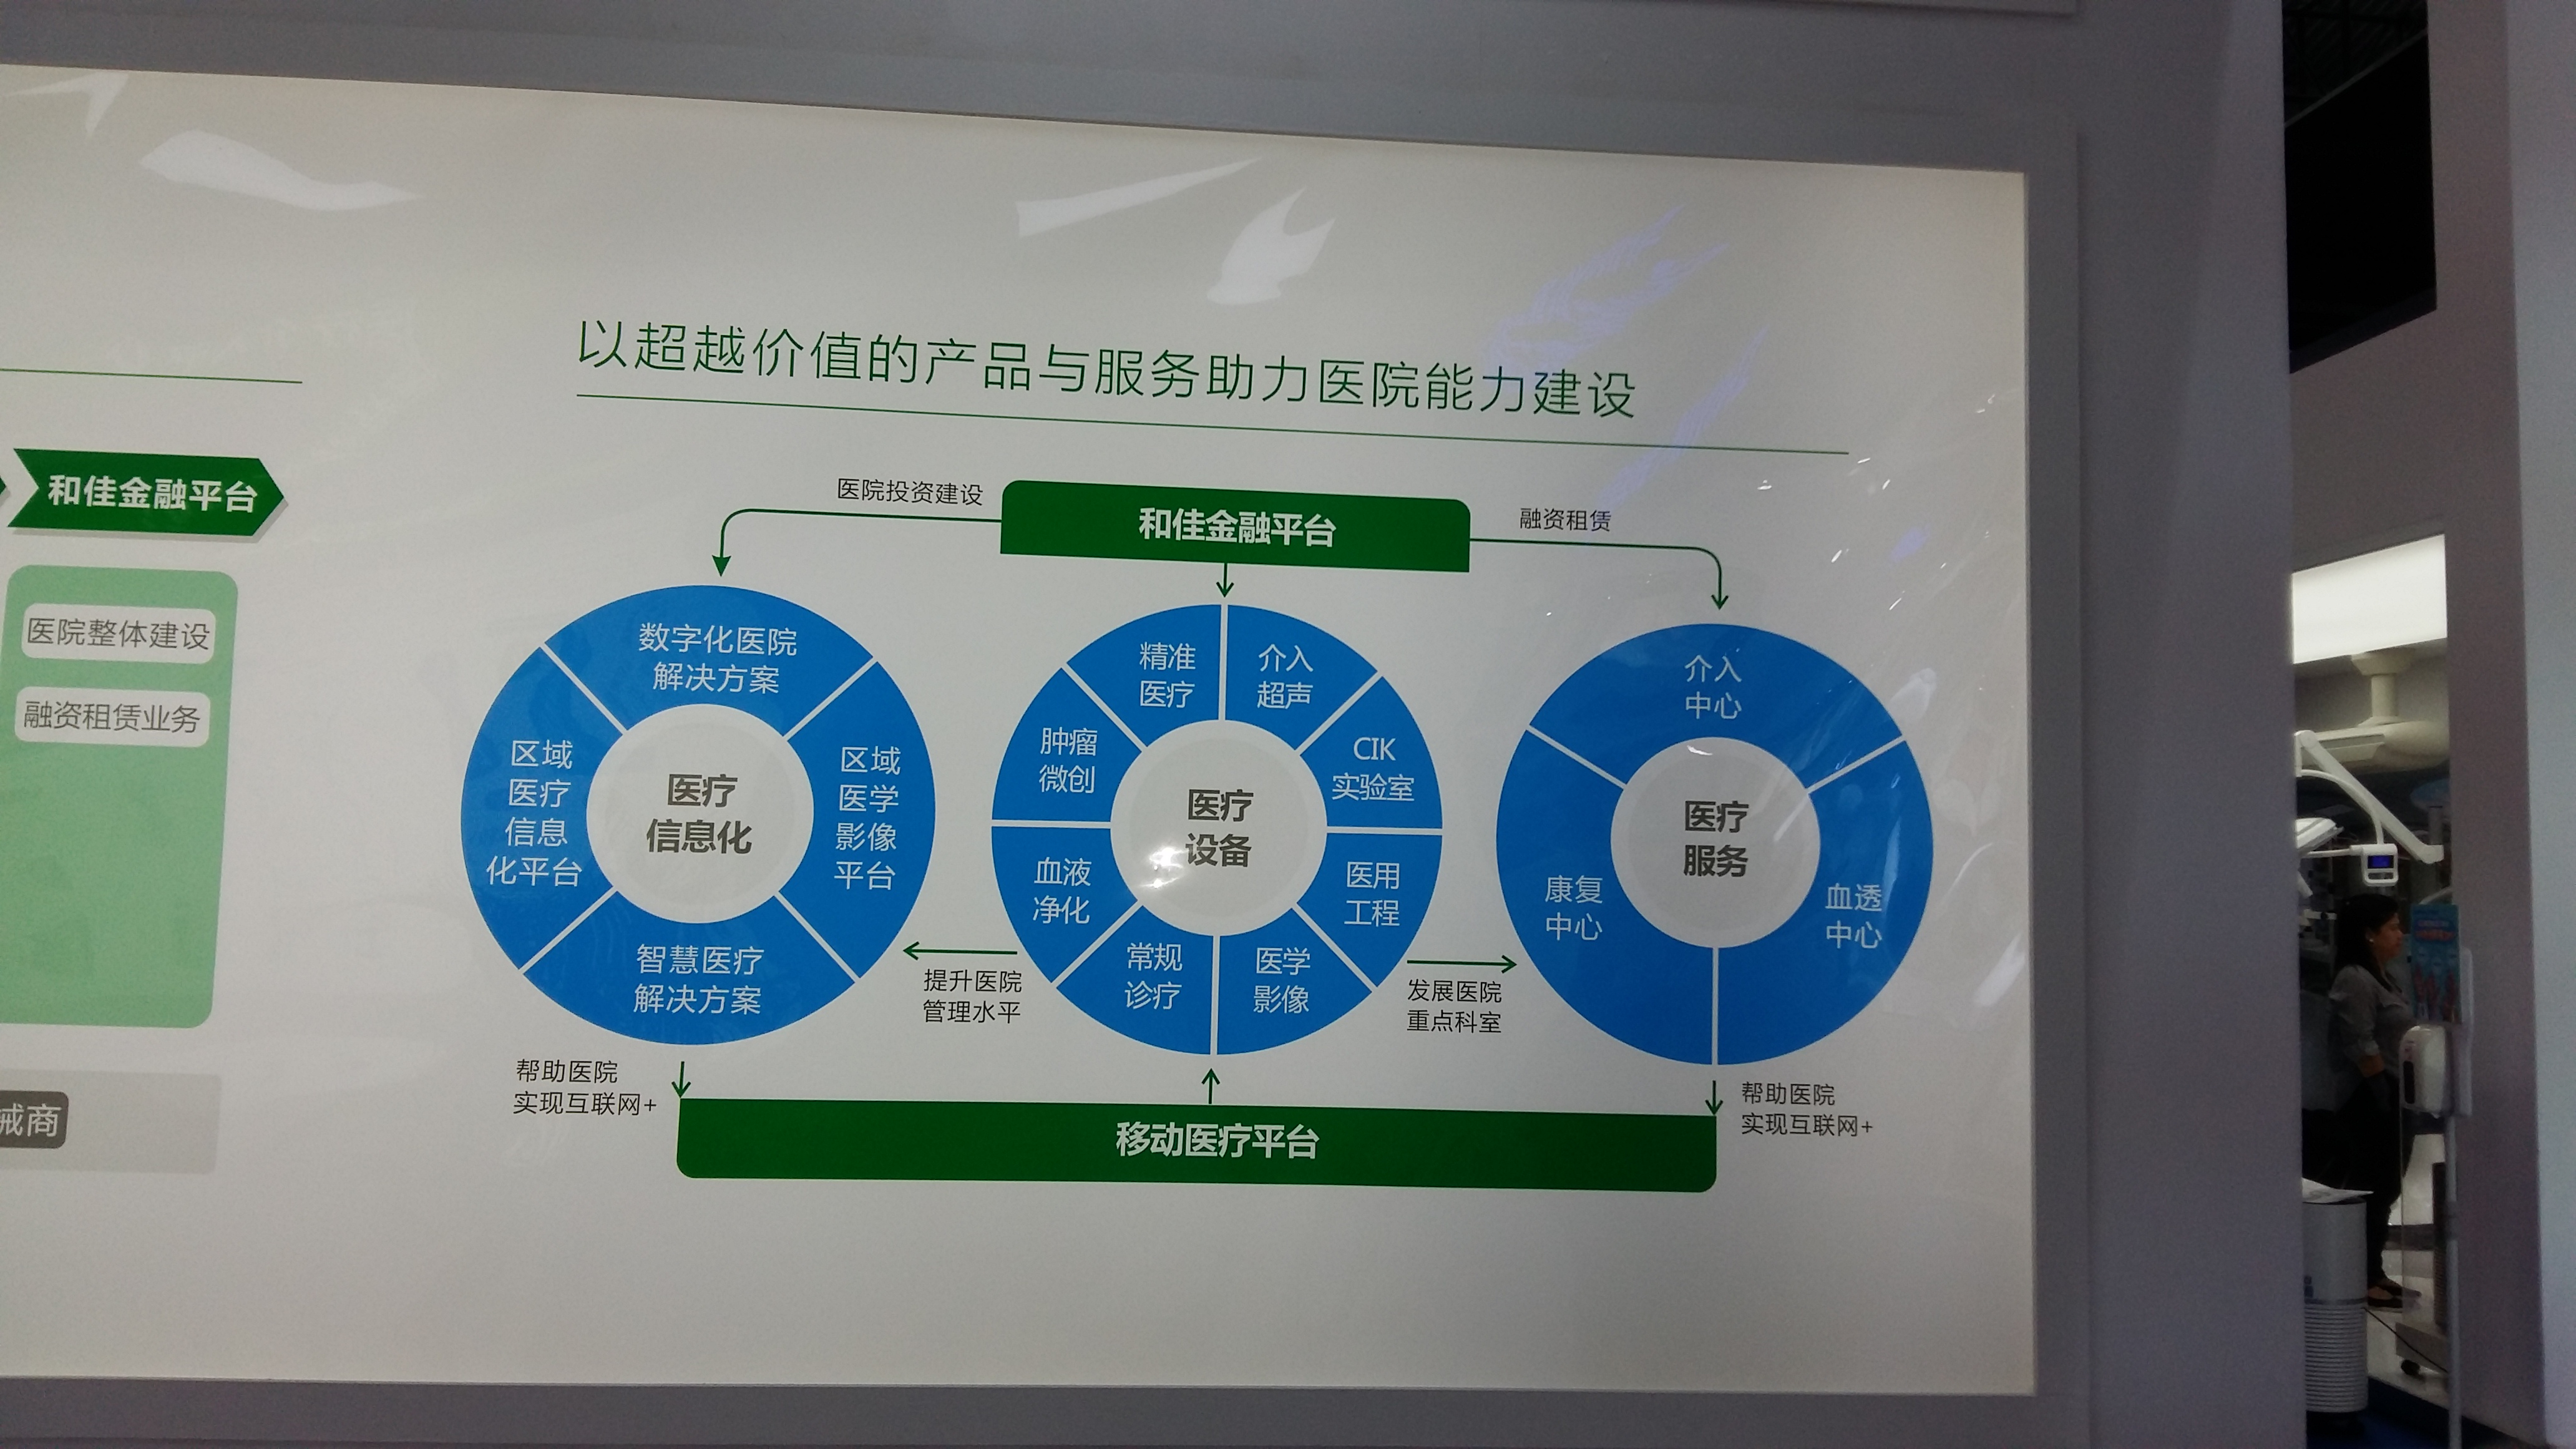 以超越价值的产品与服务助力医院能力建设
和佳金融平台
医院整体建设
融资租赁业务
械商
医院投资建设
和佳金融平台
融资租赁
数字化医院
解决方案
区域
医疗
信息
化平台
医疗
信息化
区域
医学
影像
平台
智慧医疗
解决方案
精准
医疗
介入
超声
肿瘤
微创
CIK
实验室
医疗
设备
血液
净化
医用
工程
常规
诊疗
医学
影像
介入
中心
医疗
服务
康复
中心
血透
中心
提升医院
管理水平
发展医院
重点科室
帮助医院
实现互联网+
移动医疗平台
帮助医院
实现互联网+